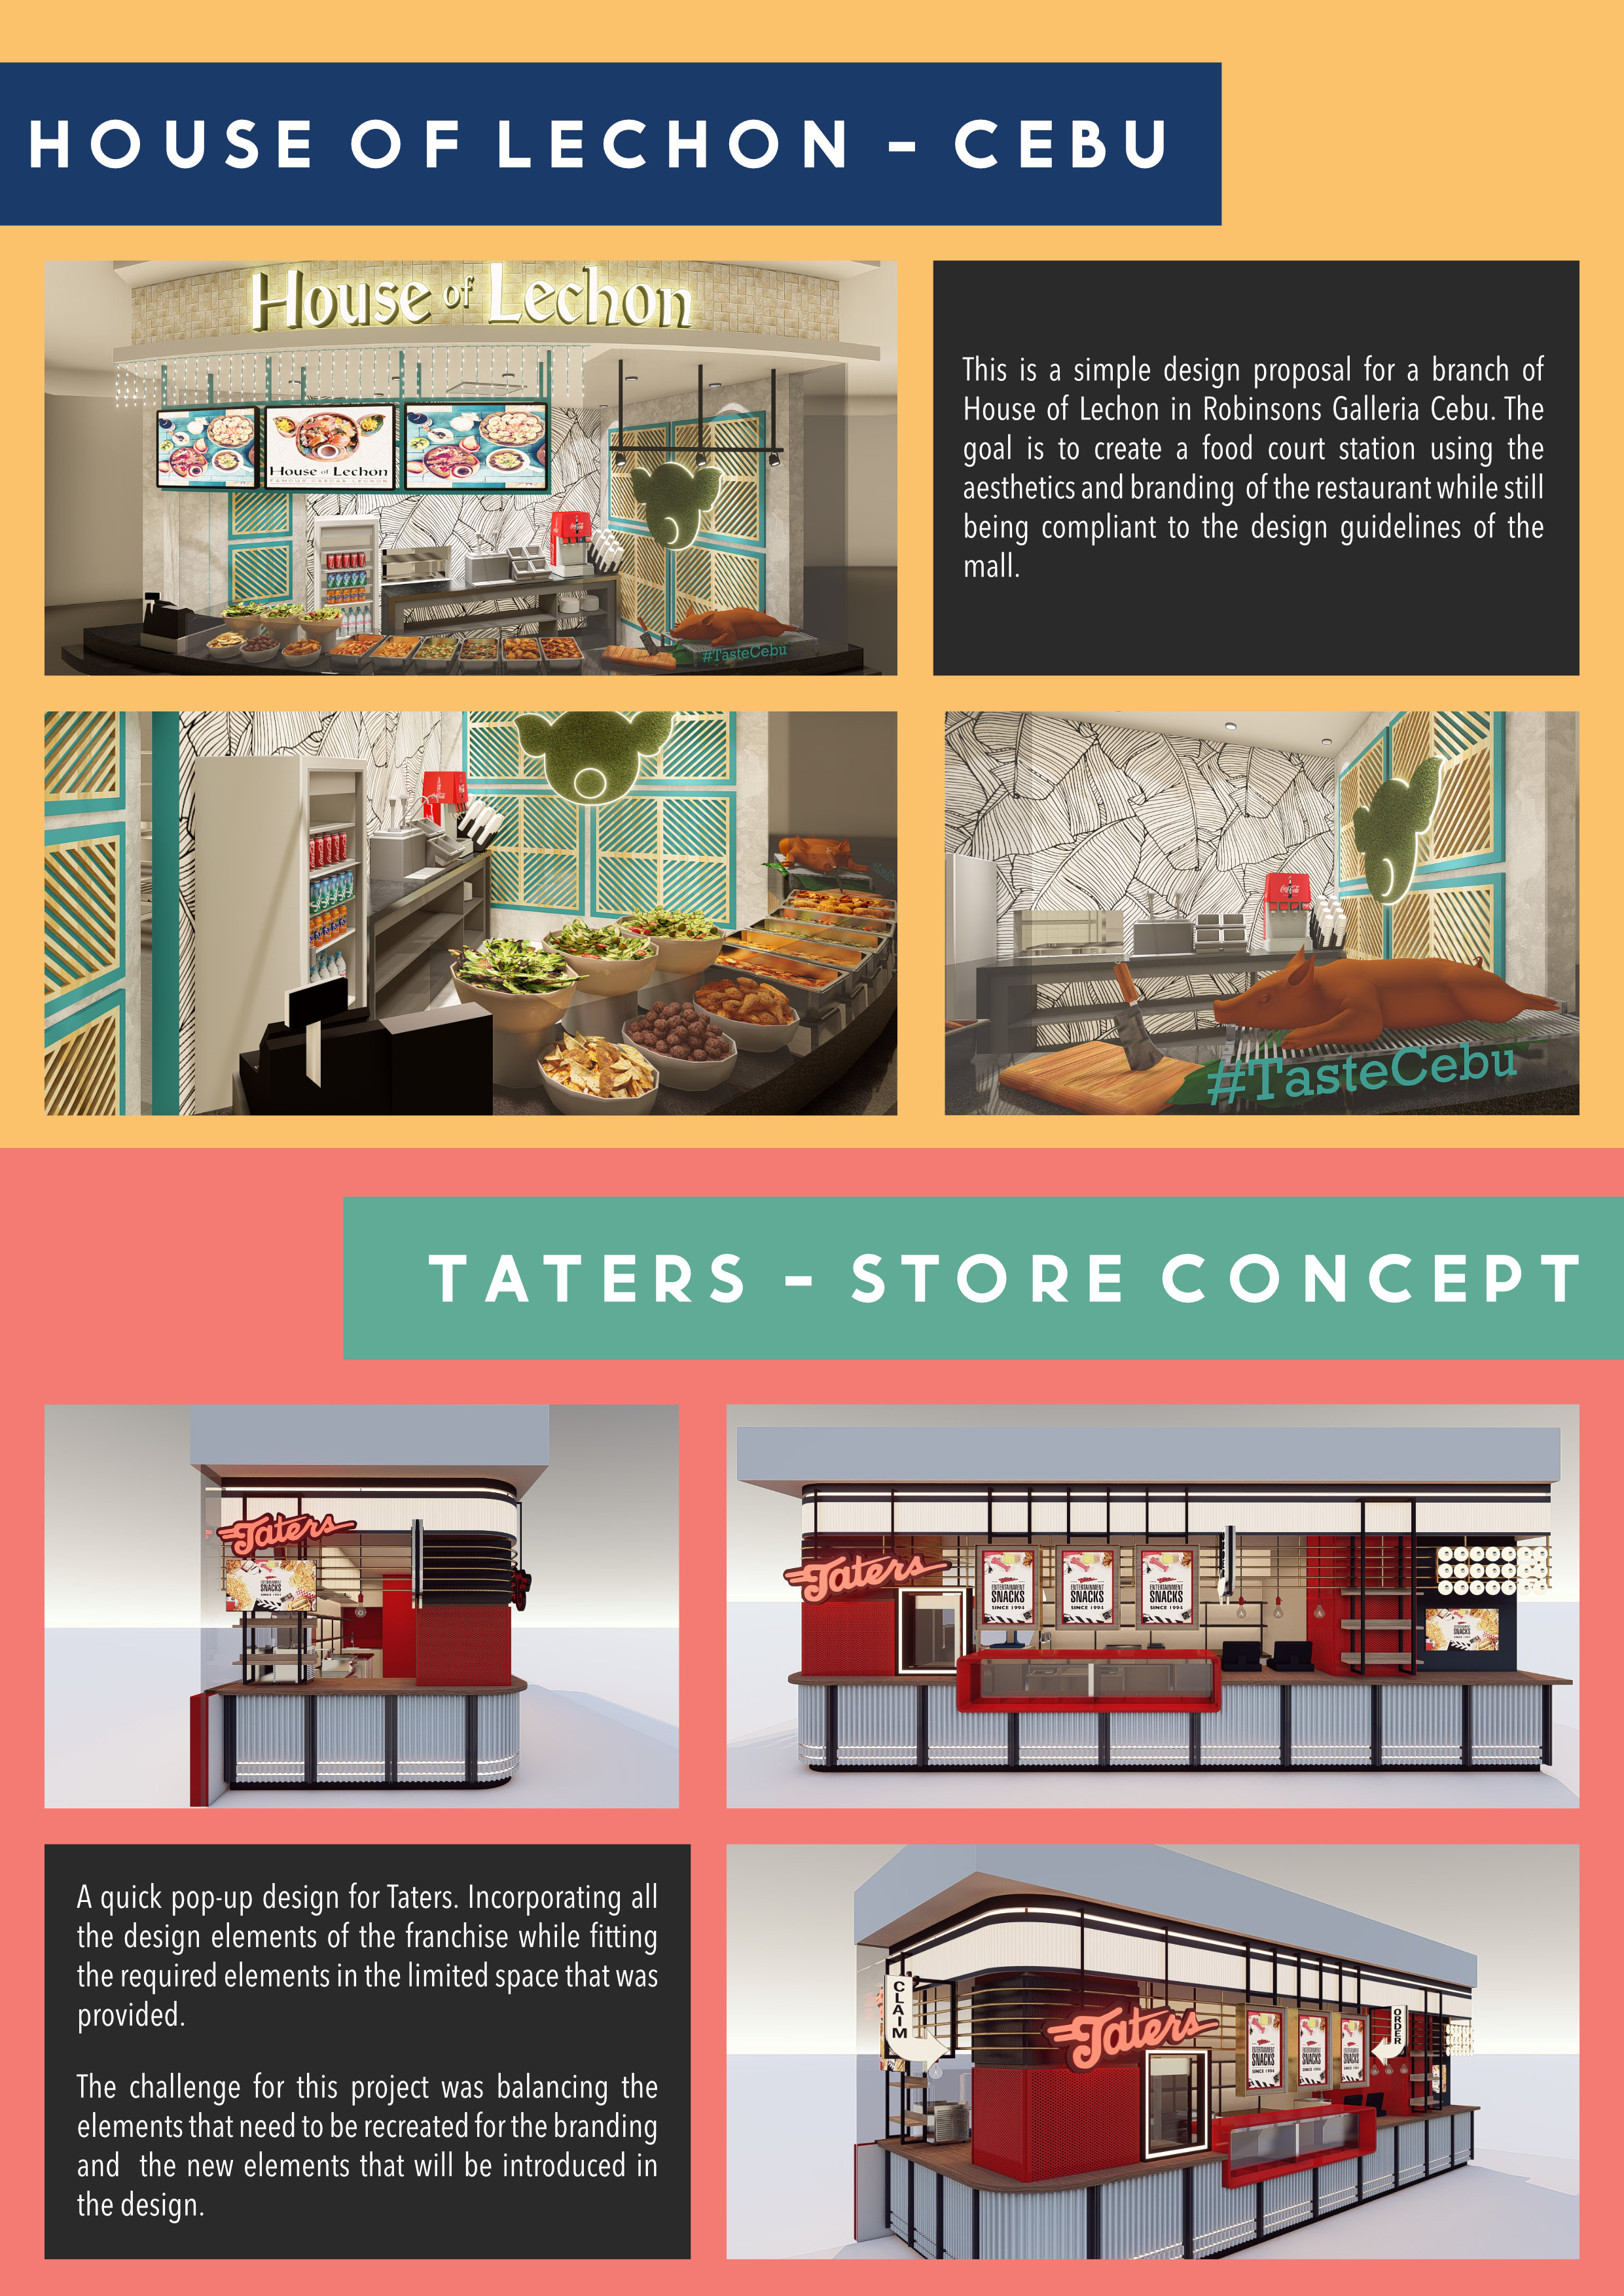 HOUSE OF LECHON - CEBU
House of Lechon
House of Lechon
#TasteCebu
This is a simple design proposal for a branch of
House of Lechon in Robinsons Galleria Cebu. The
goal is to create a food court station using the
aesthetics and branding of the restaurant while still
being compliant to the design guidelines of the
mall.
Coca-Cola
#TasteCebu
TATERS - STORE CONCEPT
Taters
SNACKS
Taters
ENTERTAINMENT
SNACKS
SINCE 1994
ENTERTAINMENT
SNACKS
SINCE 1994
ENTERTAINMENT
SNACKS
SINCE 1994
SNACKS
A quick pop-up design for Taters. Incorporating all
the design elements of the franchise while fitting
the required elements in the limited space that was
provided.
The challenge for this project was balancing the
elements that need to be recreated for the branding
and the new elements that will be introduced in
the design.
CLAIM
Taters
SNACKS
SNACKS
SNACKS
ORDER